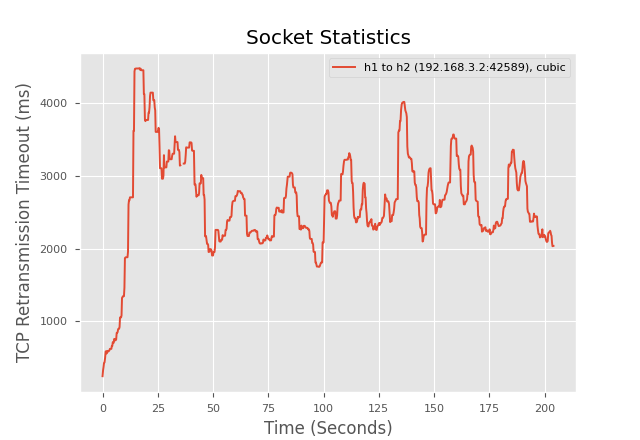 Socket Statistics
h1 to h2 (192.168.3.2:42589), cubic
TCP Retransmission Timeout (ms)
4000
3000
2000
1000
0 25 50 75 100 125 150 175 200
Time (Seconds)